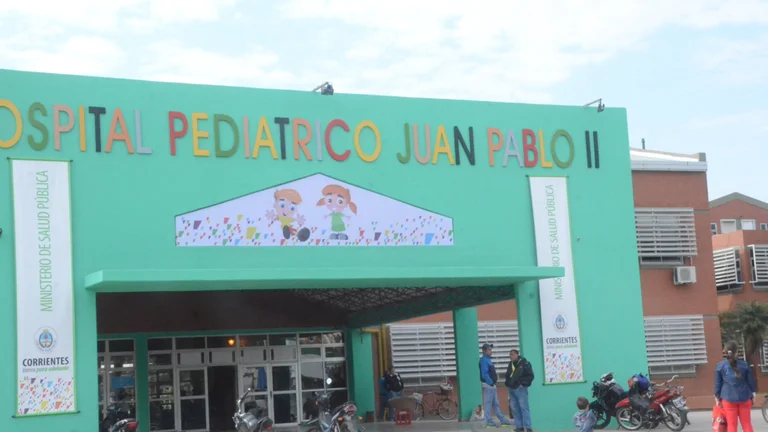 OSPITAL PEDIATRICO JUAN PABLO II
MINISTERIO DE SALUD PÚBLICA
CORRIENTES
MINISTERIO DE SALUD PÚBLICA
CORRIENTES